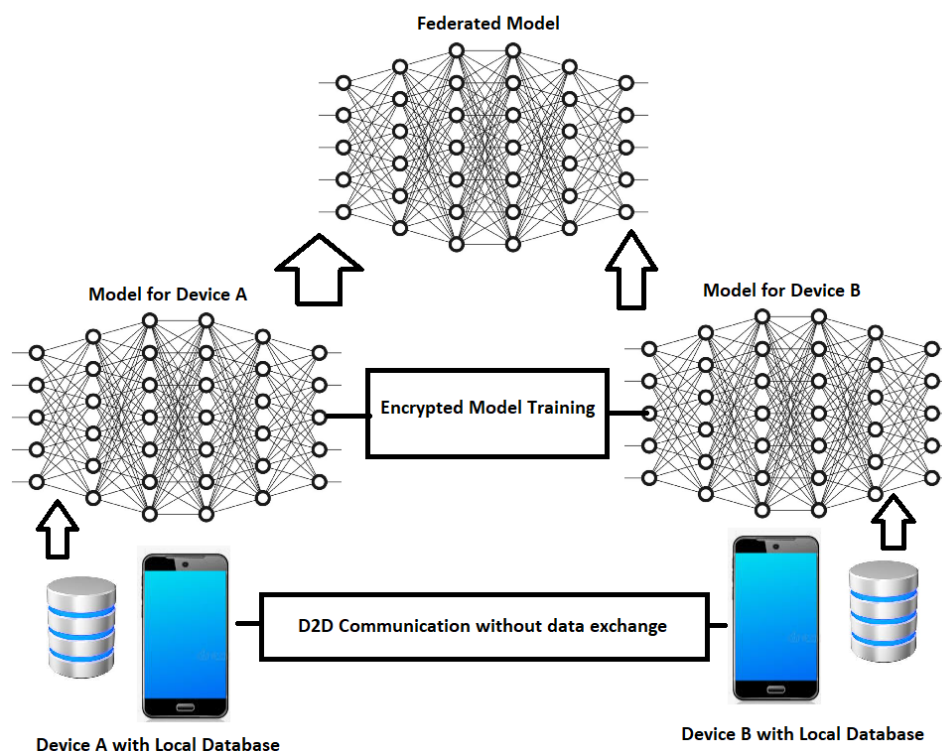 Federated Model
Model for Device A
Model for Device B
Encrypted Model Training
D2D Communication without data exchange
Device A with Local Database
Device B with Local Database